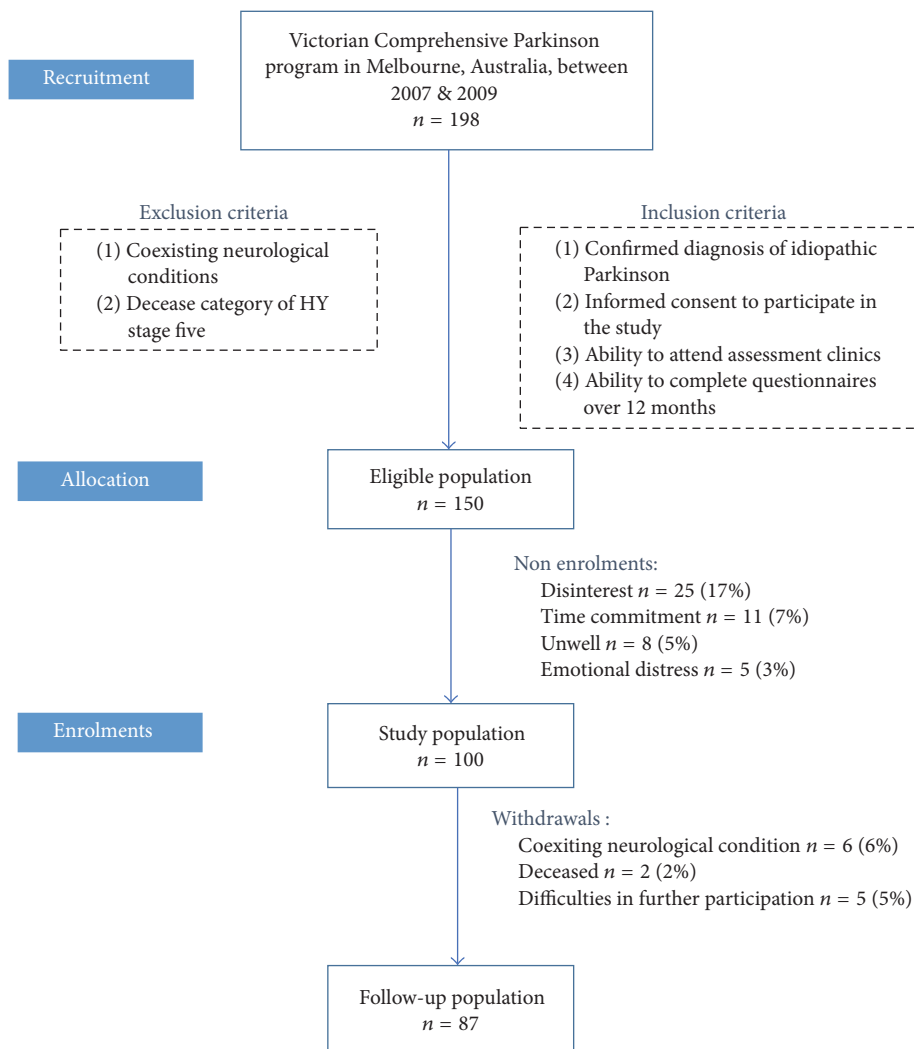 Recruitment
Victorian Comprehensive Parkinson
program in Melbourne, Australia, between
2007 & 2009
n = 198
Exclusion criteria
(1) Coexisting neurological
conditions
(2) Decease category of HY
stage five
Inclusion criteria
(1) Confirmed diagnosis of idiopathic
Parkinson
(2) Informed consent to participate in
the study
(3) Ability to attend assessment clinics
(4) Ability to complete questionnaires
over 12 months
Allocation
Eligible population
n = 150
Non enrolments:
Disinterest n = 25 (17%)
Time commitment n = 11 (7%)
Unwell n = 8 (5%)
Emotional distress n = 5 (3%)
Enrolments
Study population
n = 100
Withdrawals :
Coexiting neurological condition n = 6 (6%)
Deceased n = 2 (2%)
Difficulties in further participation n = 5 (5%)
Follow-up population
n = 87